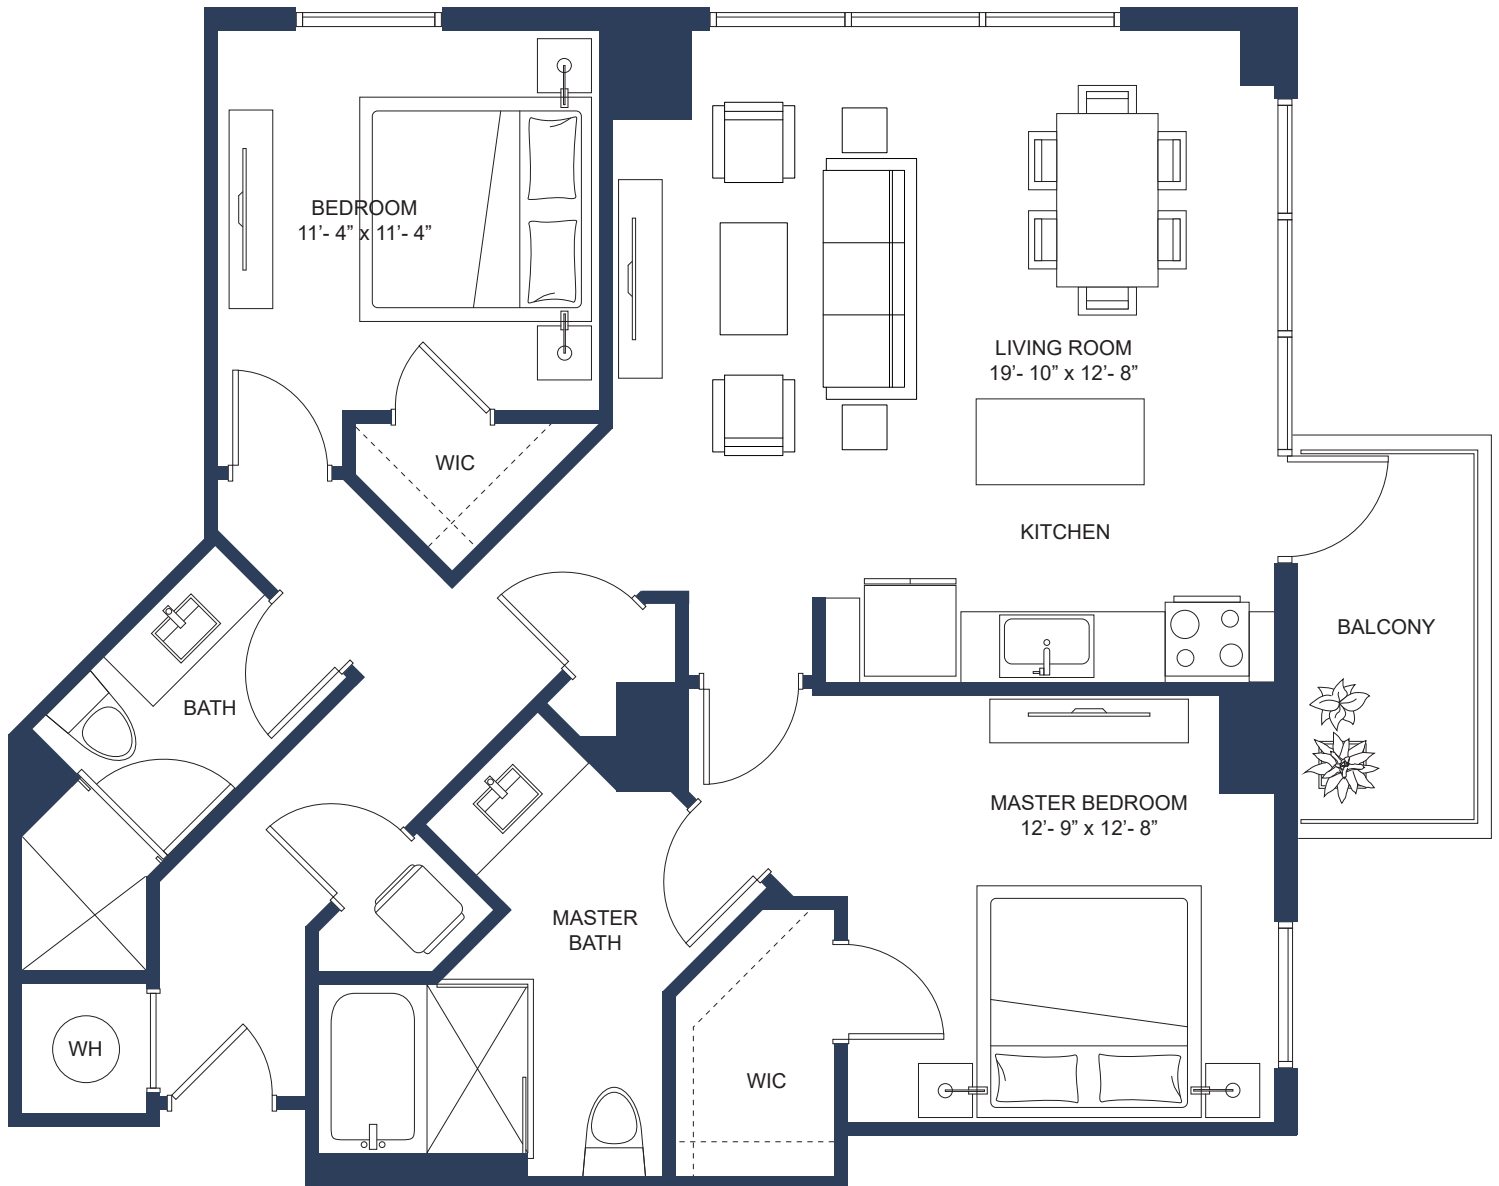 BEDROOM
11’- 4” x 11’- 4”
LIVING ROOM
19’- 10” x 12’- 8”
WIC
KITCHEN
BALCONY
BATH
MASTER BEDROOM
12’- 9” x 12’- 8”
MASTER
BATH
WH
WIC